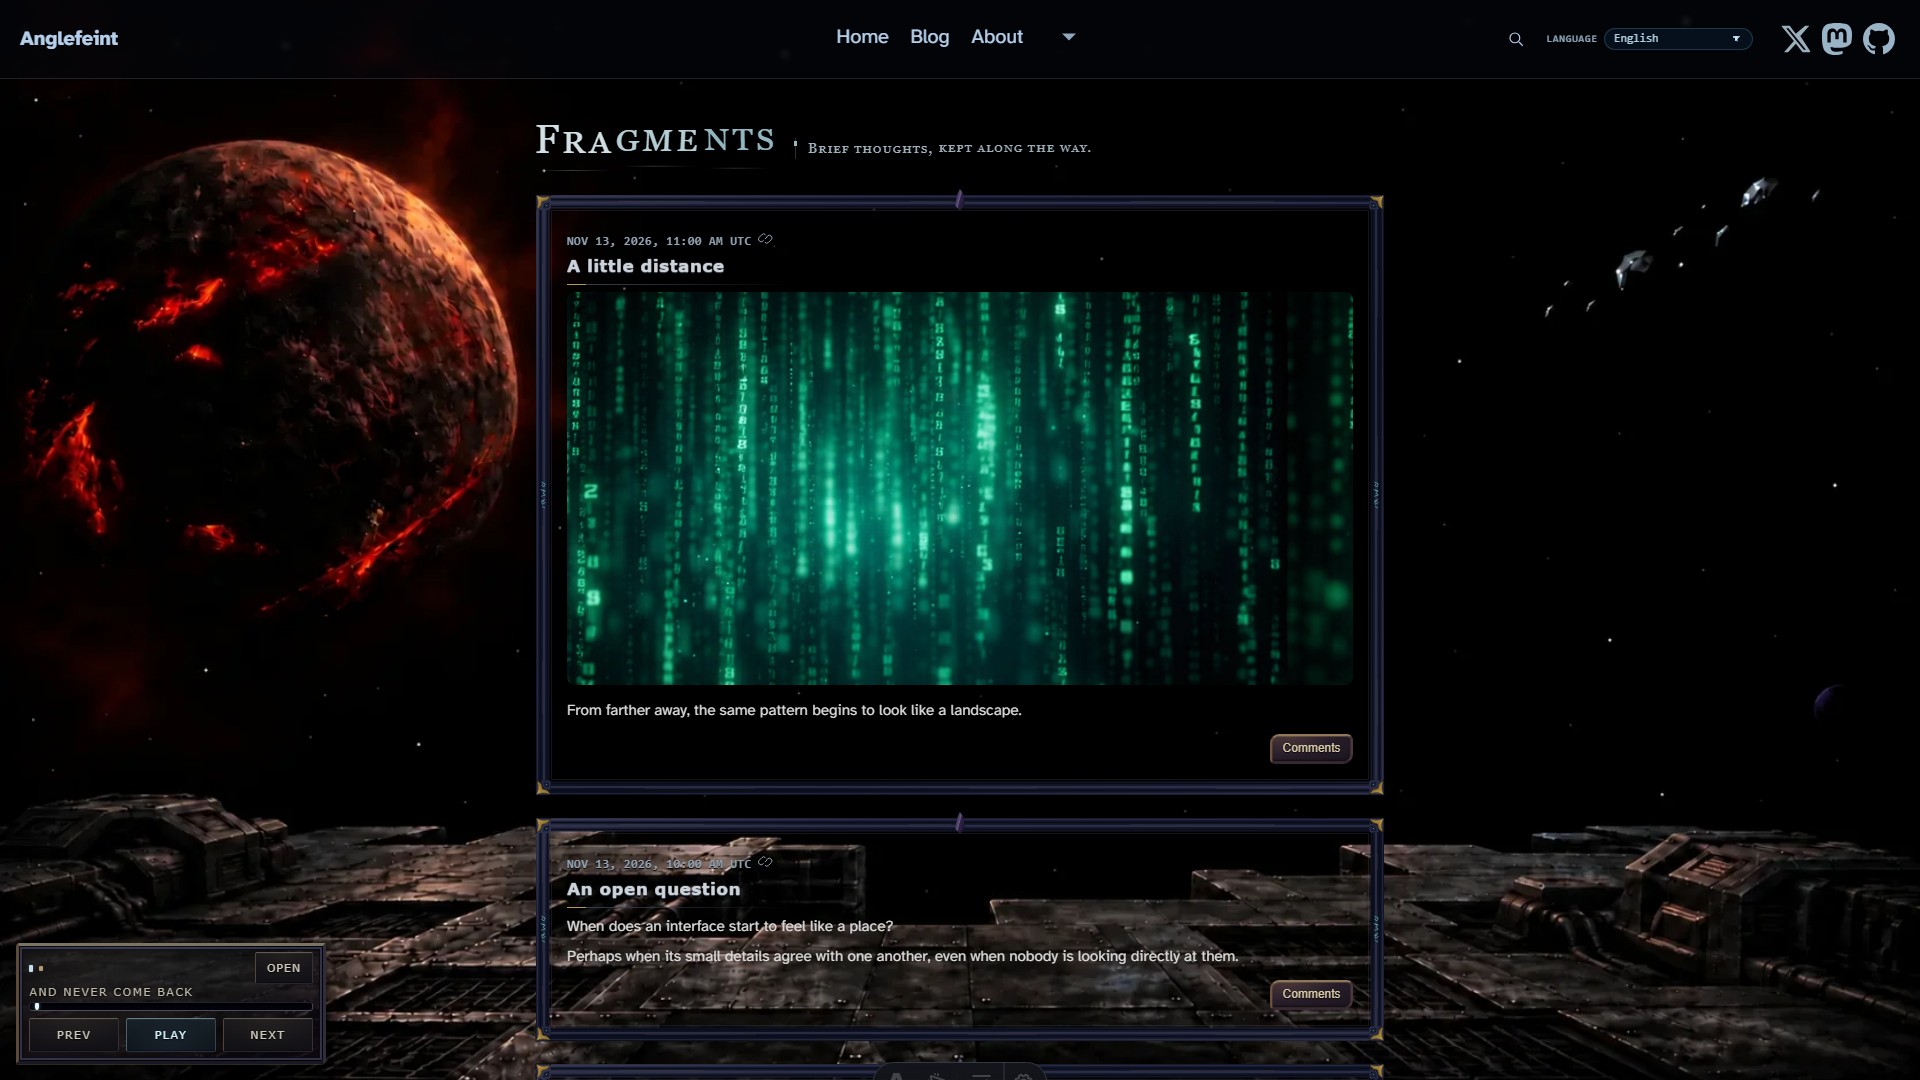 Anglefeint
Home Blog About
LANGUAGE English
FRAGMENTS
BRIEF THOUGHTS, KEPT ALONG THE WAY.
NOV 13, 2026, 11:00 AM UTC
A little distance
From farther away, the same pattern begins to look like a landscape.
Comments
NOV 13, 2026, 10:00 AM UTC
An open question
When does an interface start to feel like a place?
Perhaps when its small details agree with one another, even when nobody is looking directly at them.
Comments
OPEN
AND NEVER COME BACK
PREV PLAY NEXT